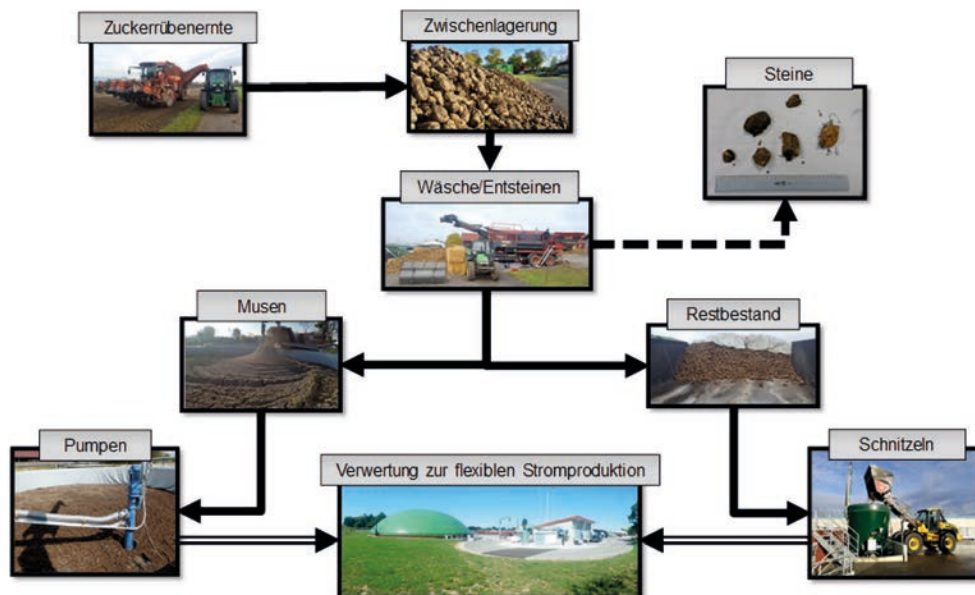 Zuckerrübenernte
Zwischenlagerung
Steine
Wäsche/Entsteinen
Musen
Restbestand
Pumpen
Verwertung zur flexiblen Stromproduktion
Schnitzeln